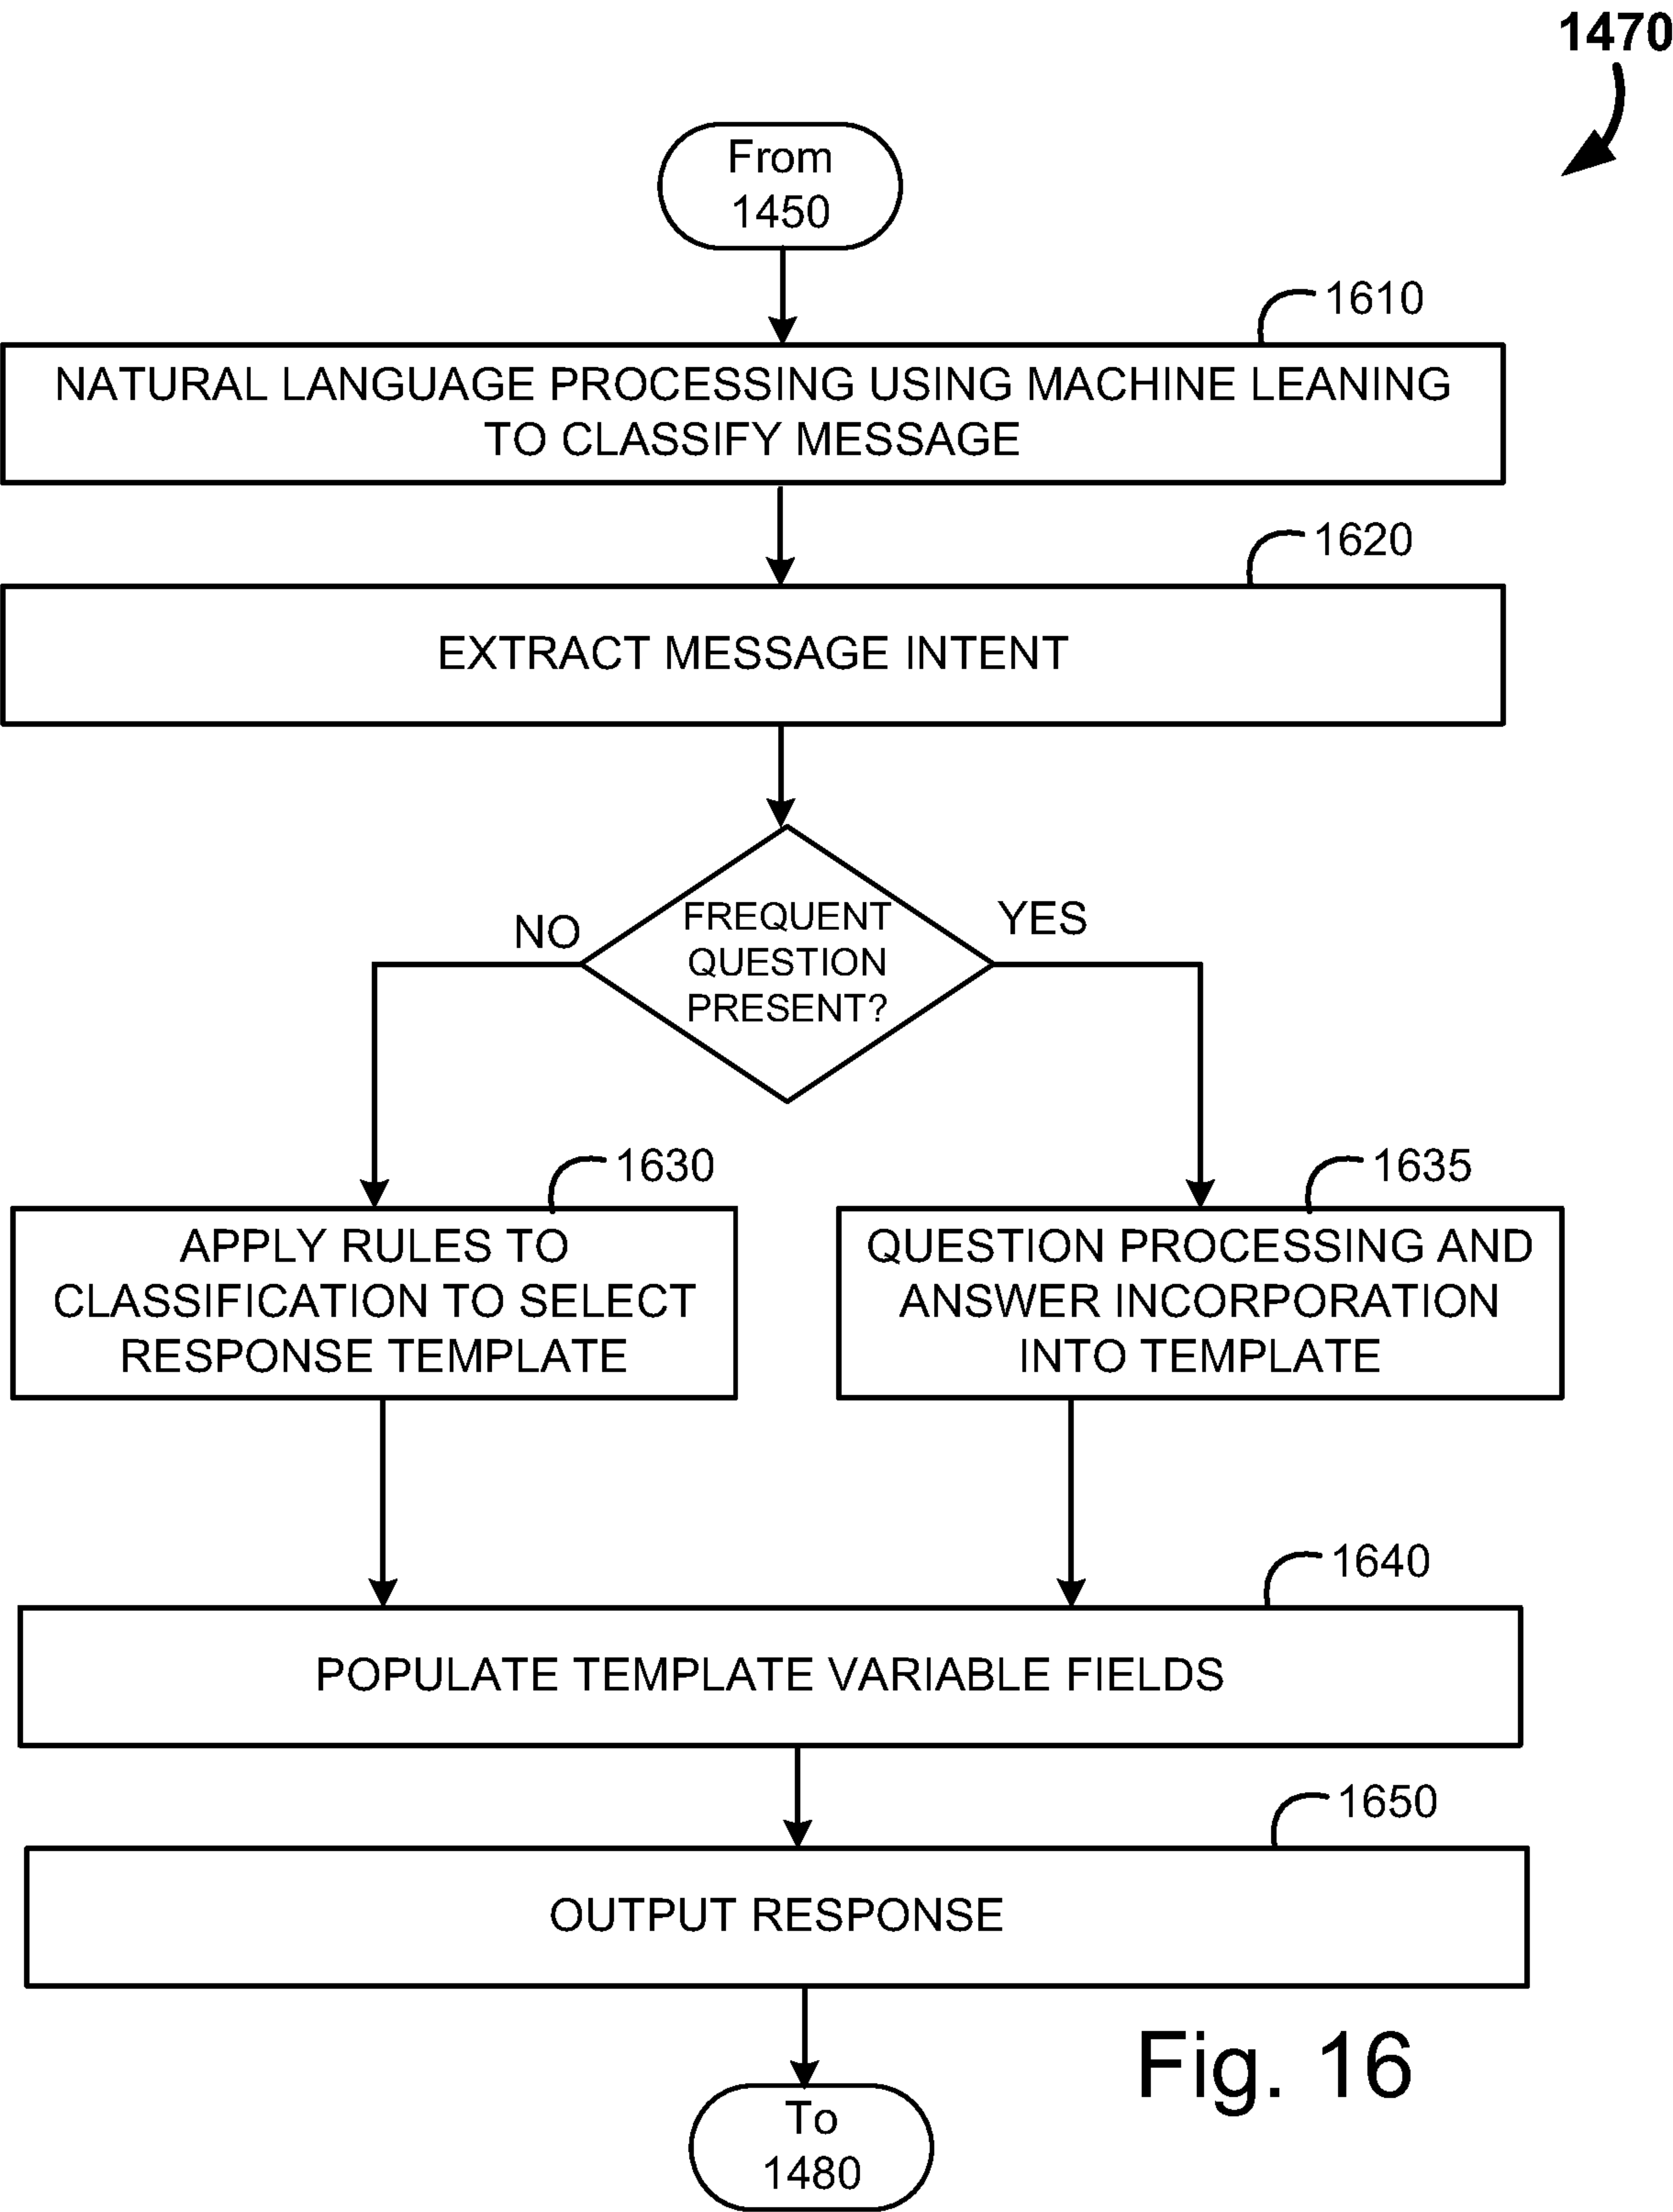 1470
From
1450
1610
NATURAL LANGUAGE PROCESSING USING MACHINE LEANING
TO CLASSIFY MESSAGE
1620
EXTRACT MESSAGE INTENT
NO
FREQUENT
QUESTION
PRESENT?
YES
1630
APPLY RULES TO
CLASSIFICATION TO SELECT
RESPONSE TEMPLATE
1635
QUESTION PROCESSING AND
ANSWER INCORPORATION
INTO TEMPLATE
1640
POPULATE TEMPLATE VARIABLE FIELDS
1650
OUTPUT RESPONSE
Fig. 16
To
1480